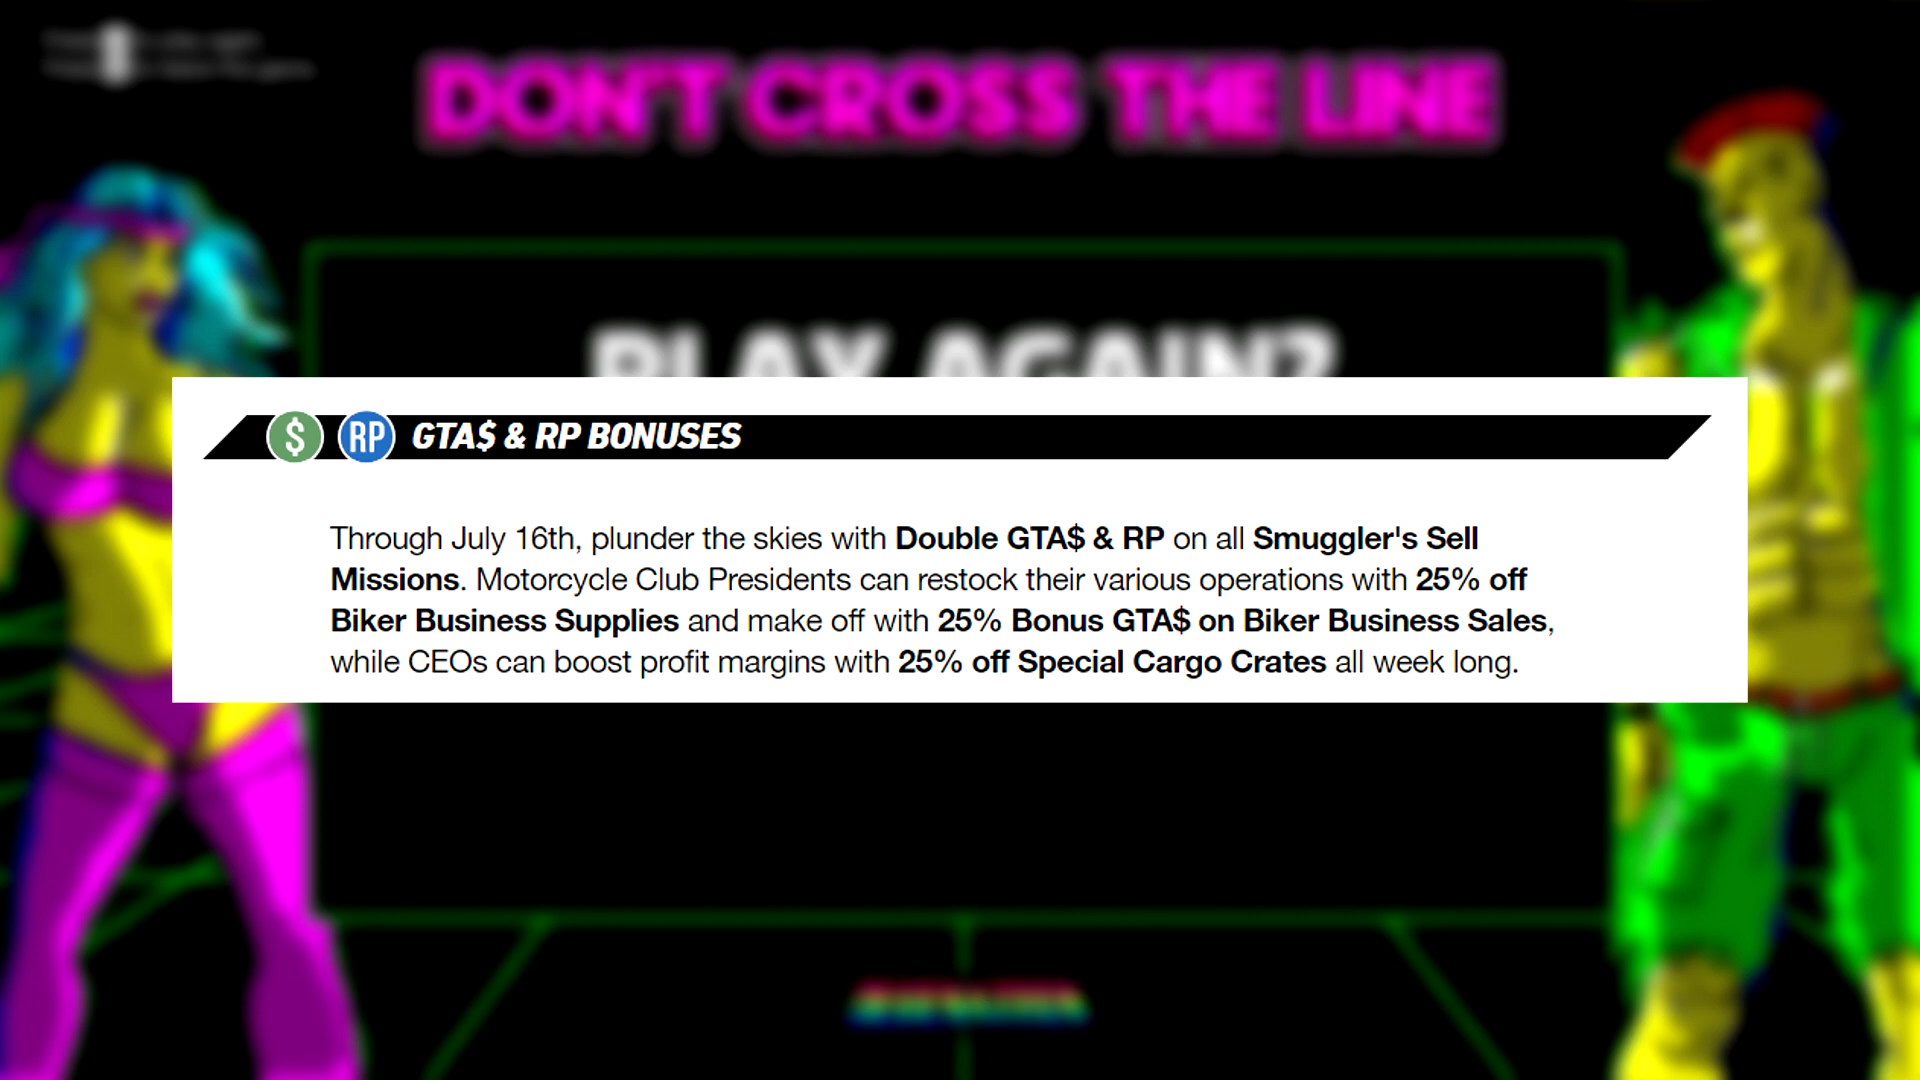 DON'T CROSS THE LINE
PLAY AGAIN?
$ RP GTA$ & RP BONUSES
Through July 16th, plunder the skies with Double GTA$ & RP on all Smuggler's Sell
Missions. Motorcycle Club Presidents can restock their various operations with 25% off
Biker Business Supplies and make off with 25% Bonus GTA$ on Biker Business Sales,
while CEOs can boost profit margins with 25% off Special Cargo Crates all week long.